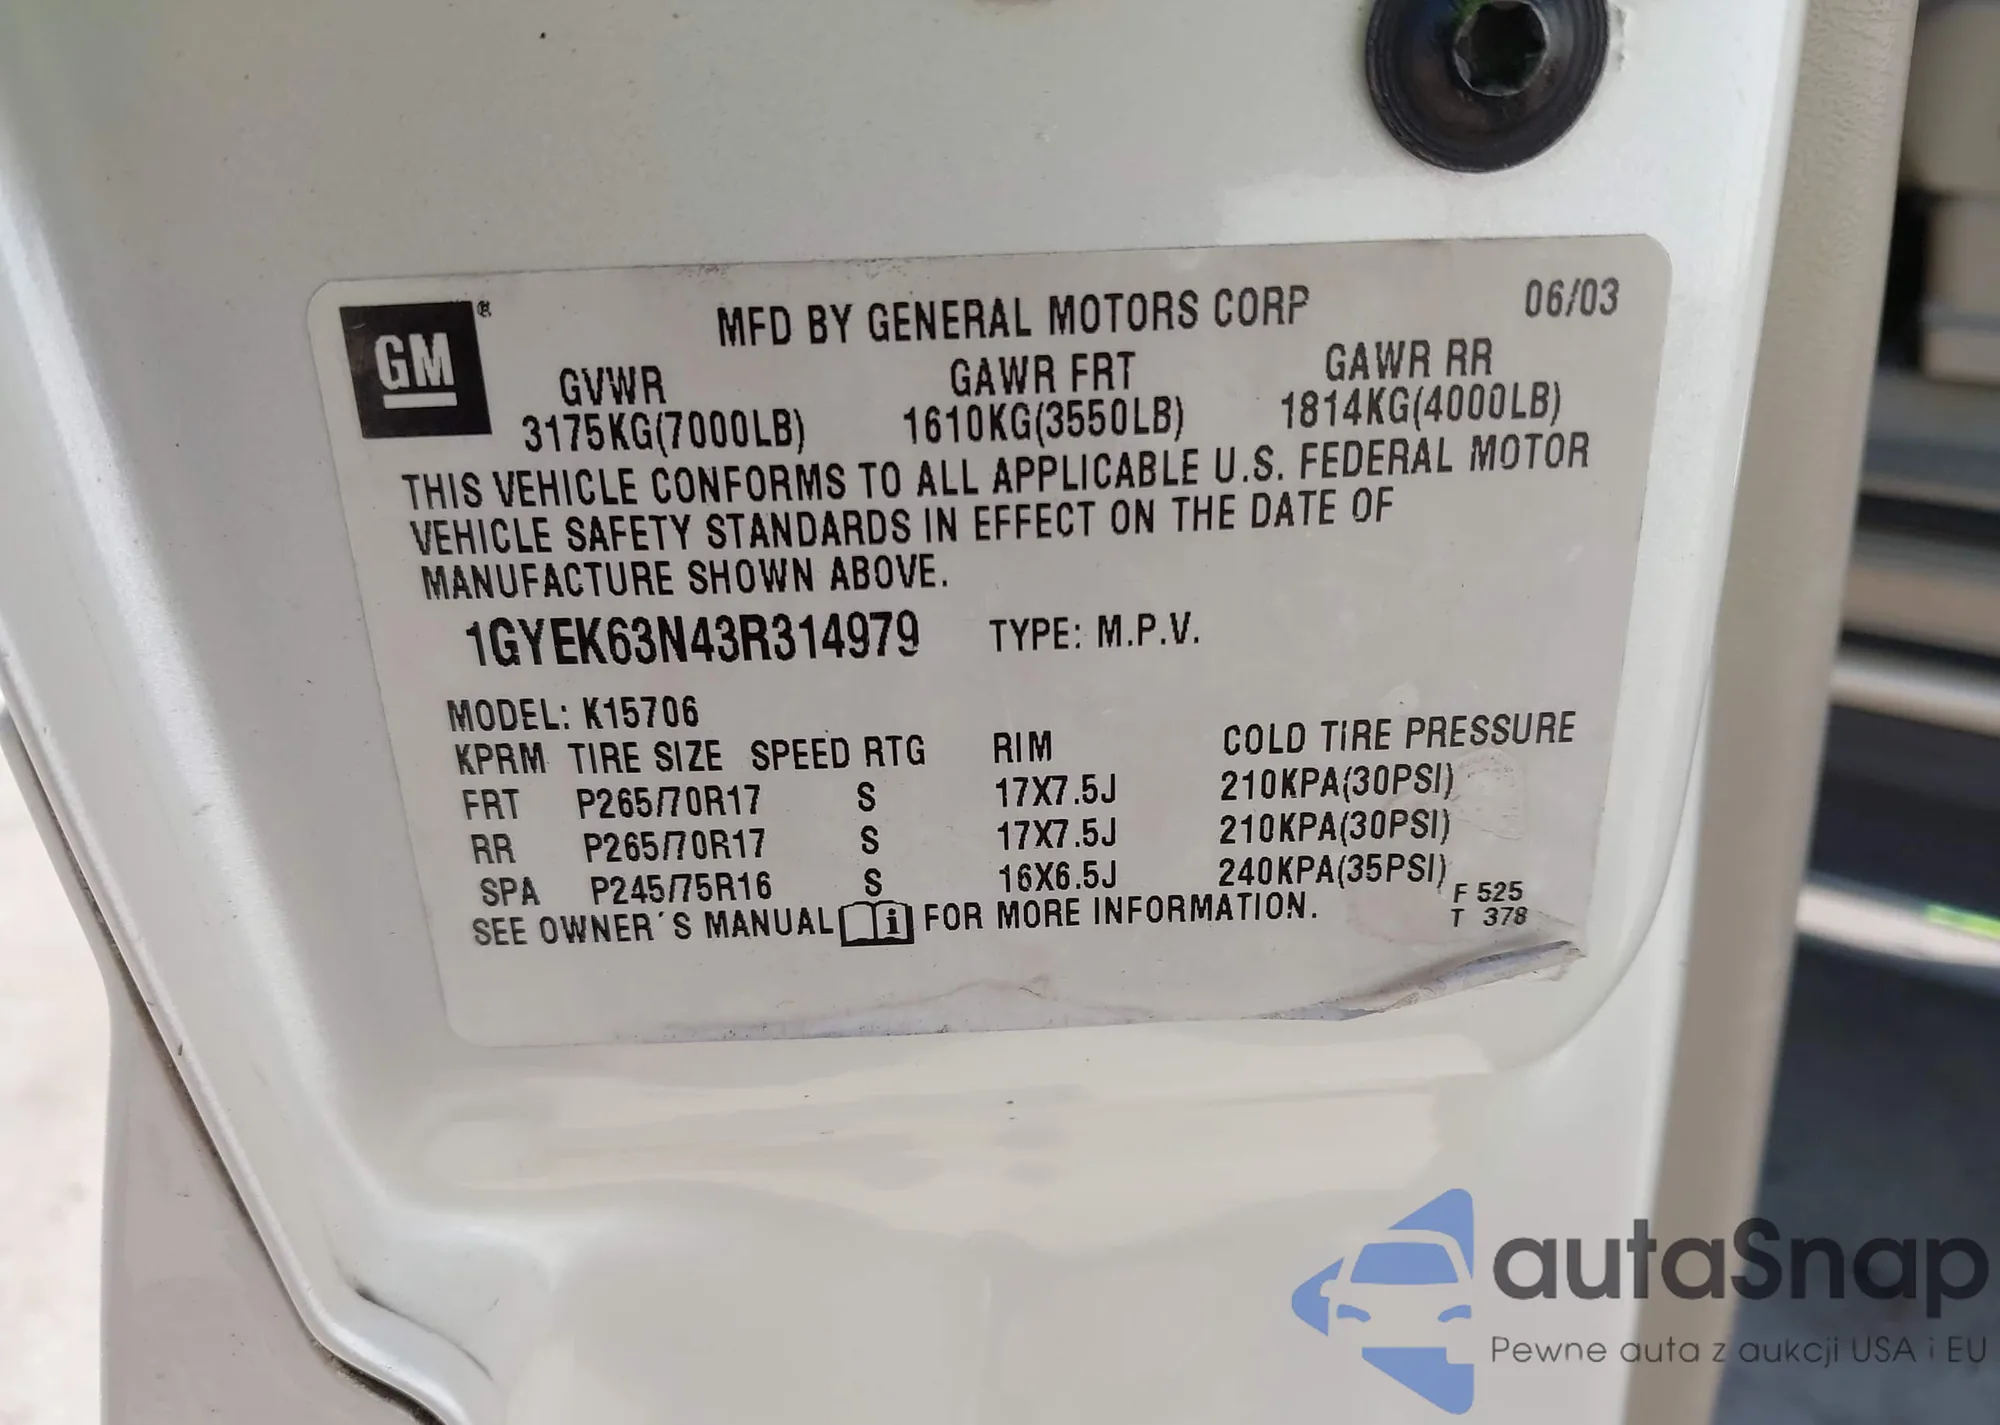 GM ®
MFD BY GENERAL MOTORS CORP 06/03
GVWR GAWR FRT GAWR RR
3175KG(7000LB) 1610KG(3550LB) 1814KG(4000LB)
THIS VEHICLE CONFORMS TO ALL APPLICABLE U.S. FEDERAL MOTOR
VEHICLE SAFETY STANDARDS IN EFFECT ON THE DATE OF
MANUFACTURE SHOWN ABOVE.
1GYEK63N43R314979 TYPE: M.P.V.
MODEL: K15706
KPRM TIRE SIZE SPEED RTG RIM COLD TIRE PRESSURE
FRT P265/70R17 S 17X7.5J 210KPA(30PSI)
RR P265/70R17 S 17X7.5J 210KPA(30PSI)
SPA P245/75R16 S 16X6.5J 240KPA(35PSI)
SEE OWNER´S MANUAL i FOR MORE INFORMATION.
F 525
T 378
autaSnap
Pewne auta z aukcji USA i EU